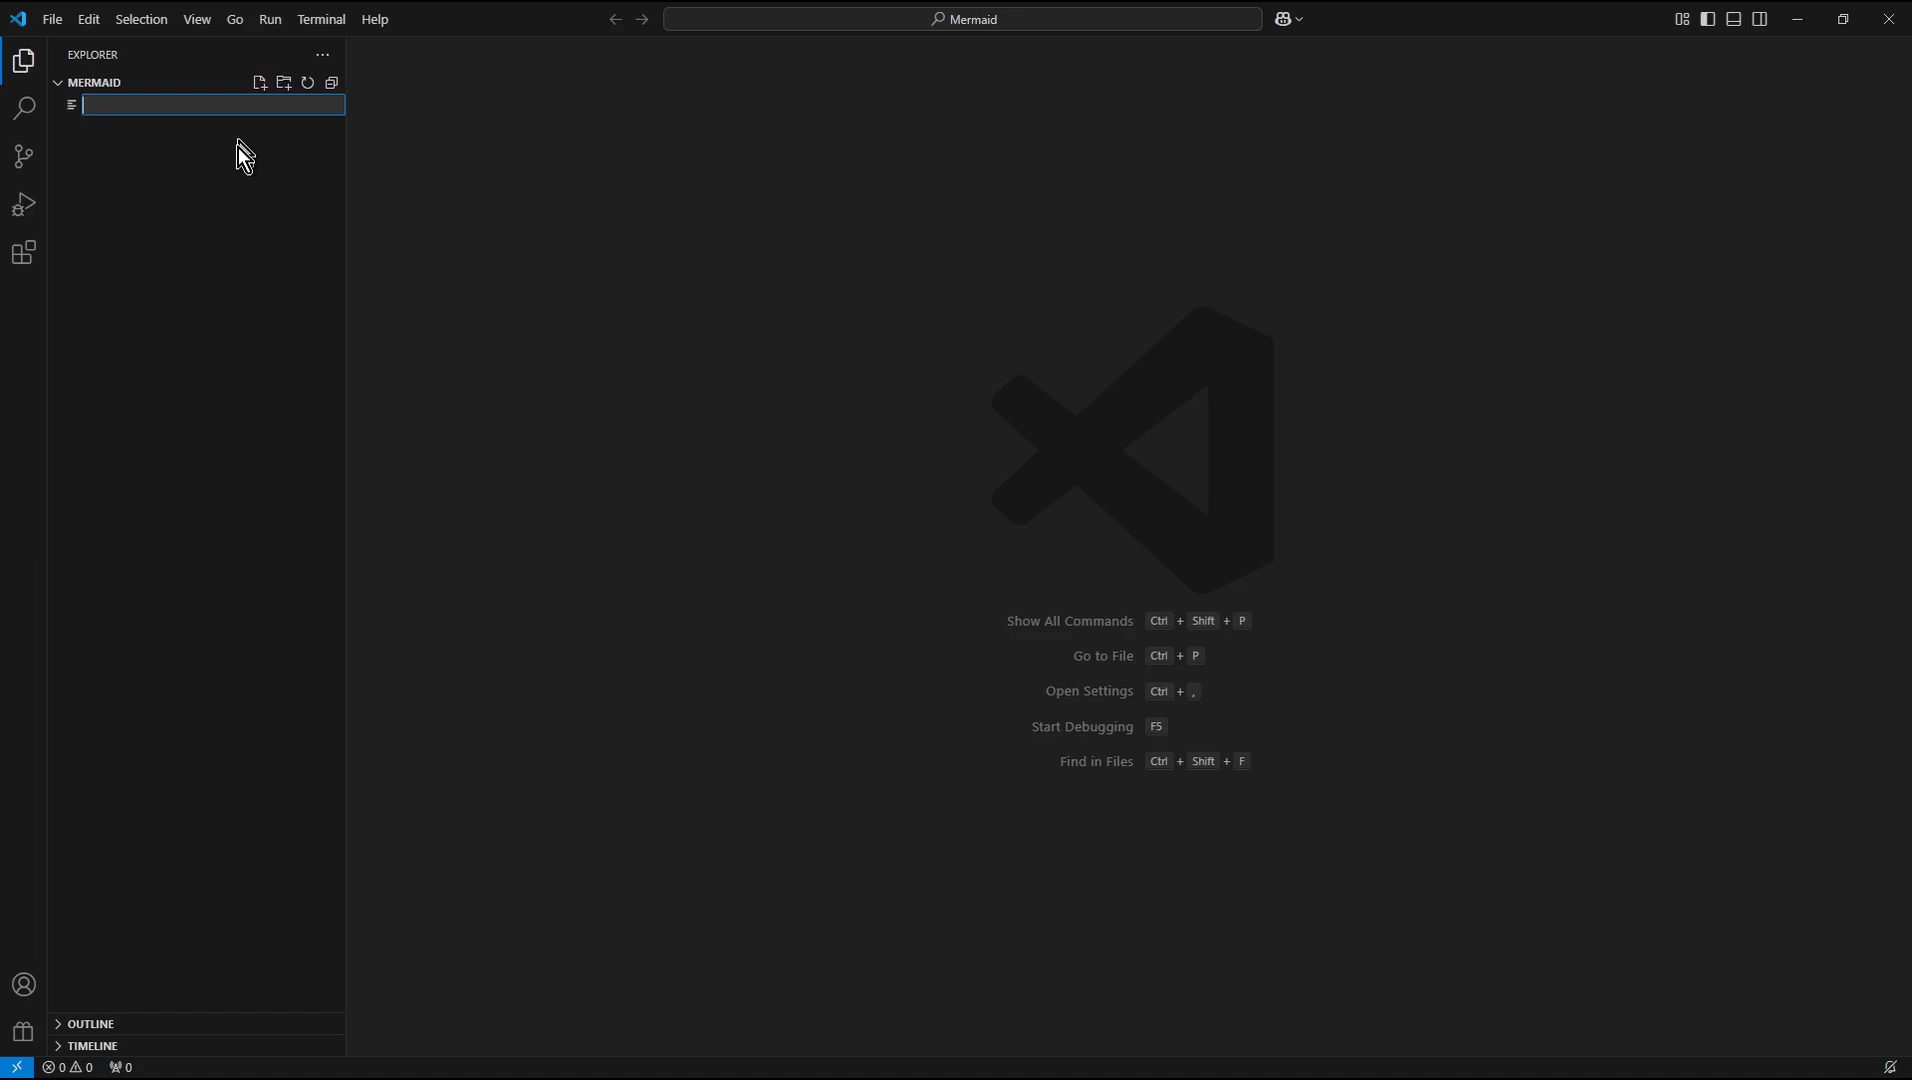 File Edit Selection View Go Run Terminal Help
Mermaid
EXPLORER
MERMAID
Show All Commands Ctrl + Shift + P
Go to File Ctrl + P
Open Settings Ctrl + ,
Start Debugging F5
Find in Files Ctrl + Shift + F
OUTLINE
TIMELINE
0 0 0